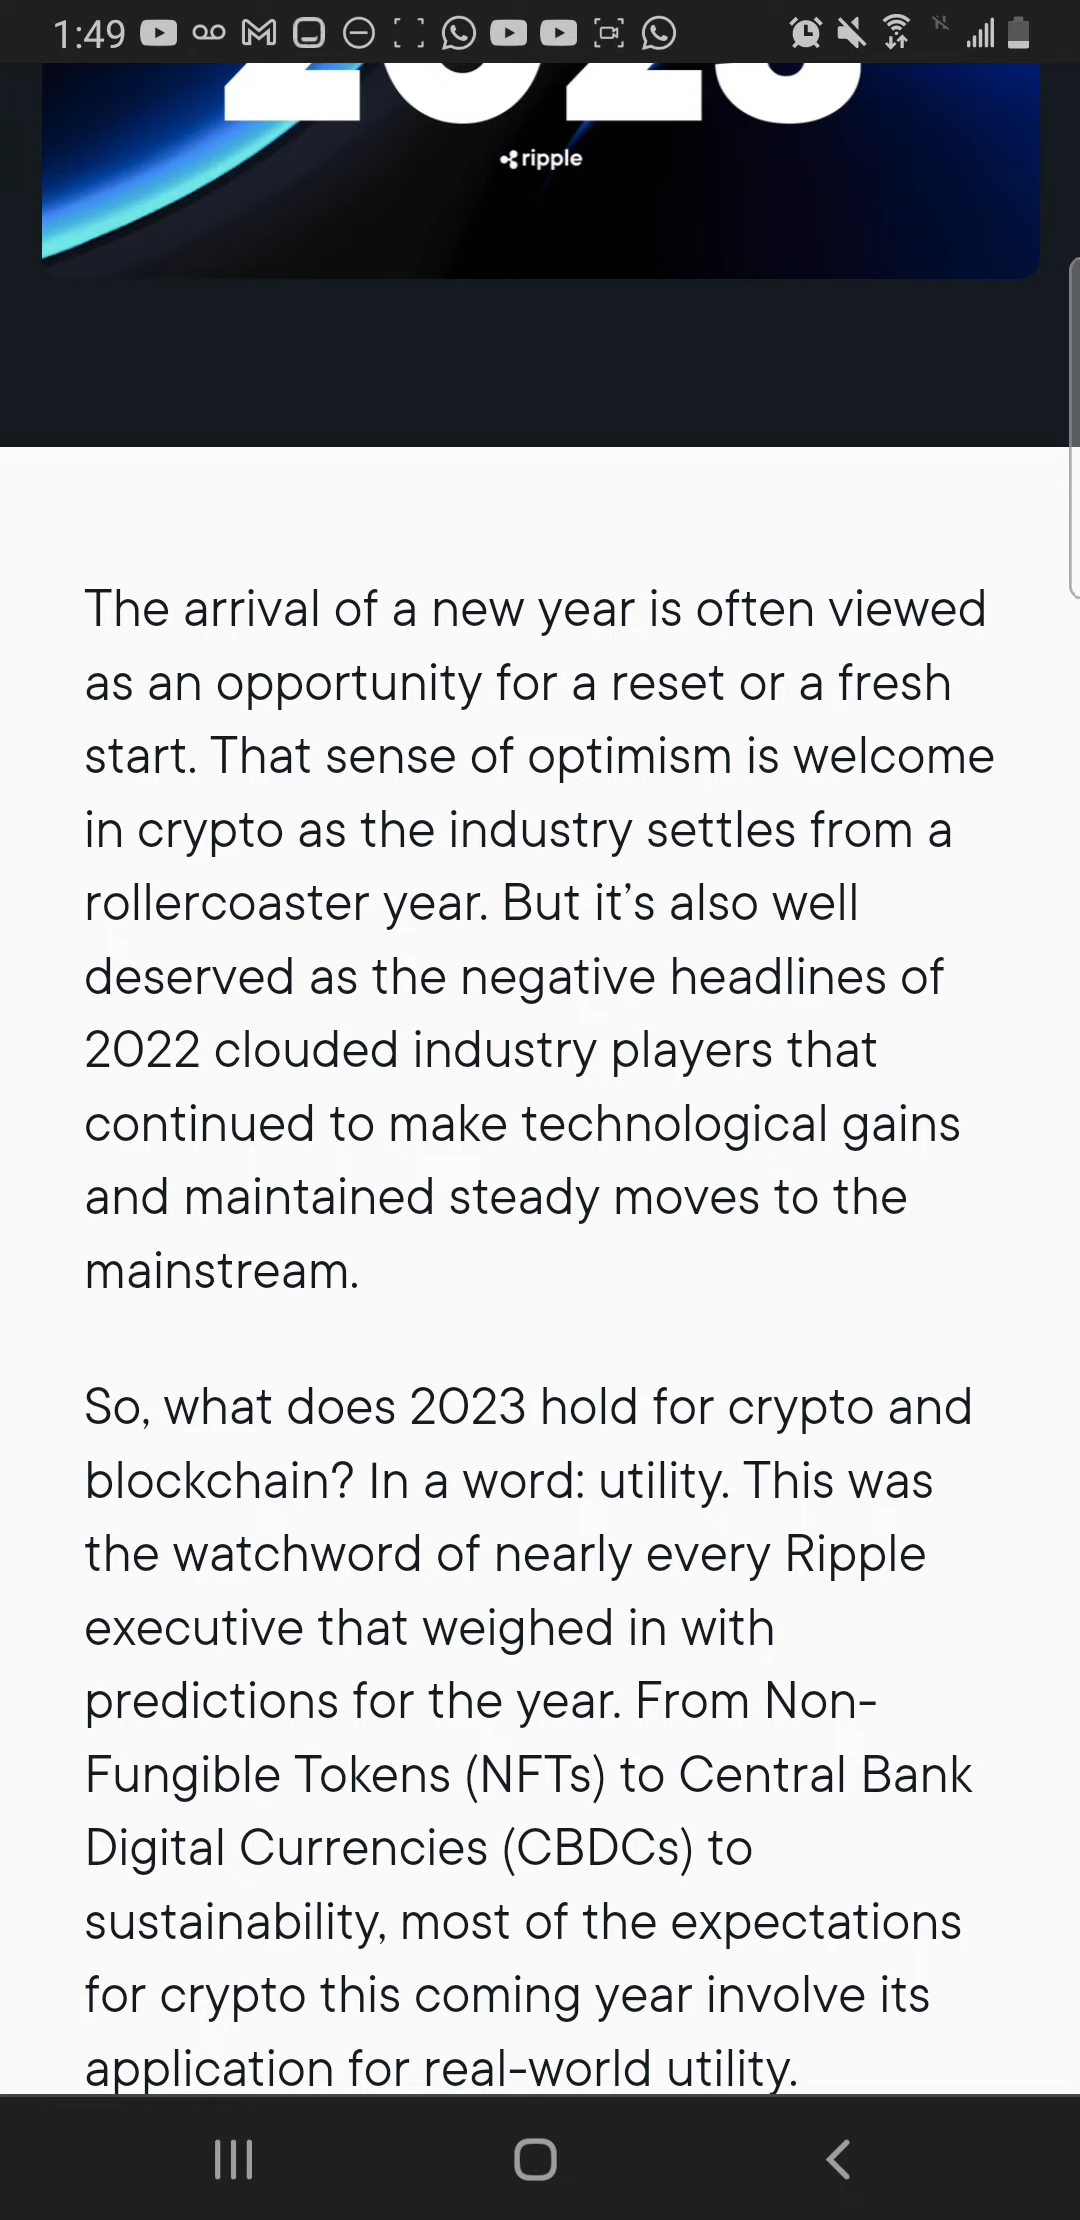 1:49
2023
ripple
The arrival of a new year is often viewed
as an opportunity for a reset or a fresh
start. That sense of optimism is welcome
in crypto as the industry settles from a
rollercoaster year. But it’s also well
deserved as the negative headlines of
2022 clouded industry players that
continued to make technological gains
and maintained steady moves to the
mainstream.
So, what does 2023 hold for crypto and
blockchain? In a word: utility. This was
the watchword of nearly every Ripple
executive that weighed in with
predictions for the year. From Non-
Fungible Tokens (NFTs) to Central Bank
Digital Currencies (CBDCs) to
sustainability, most of the expectations
for crypto this coming year involve its
application for real-world utility.